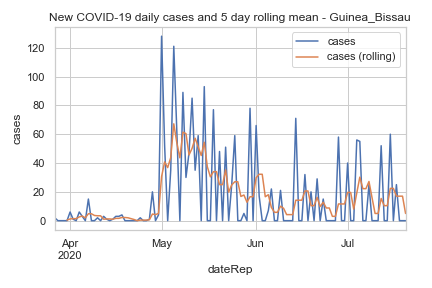 New COVID-19 daily cases and 5 day rolling mean - Guinea_Bissau
cases
cases (rolling)
120
100
80
60
40
20
0
cases
Apr
2020
May
Jun
Jul
dateRep